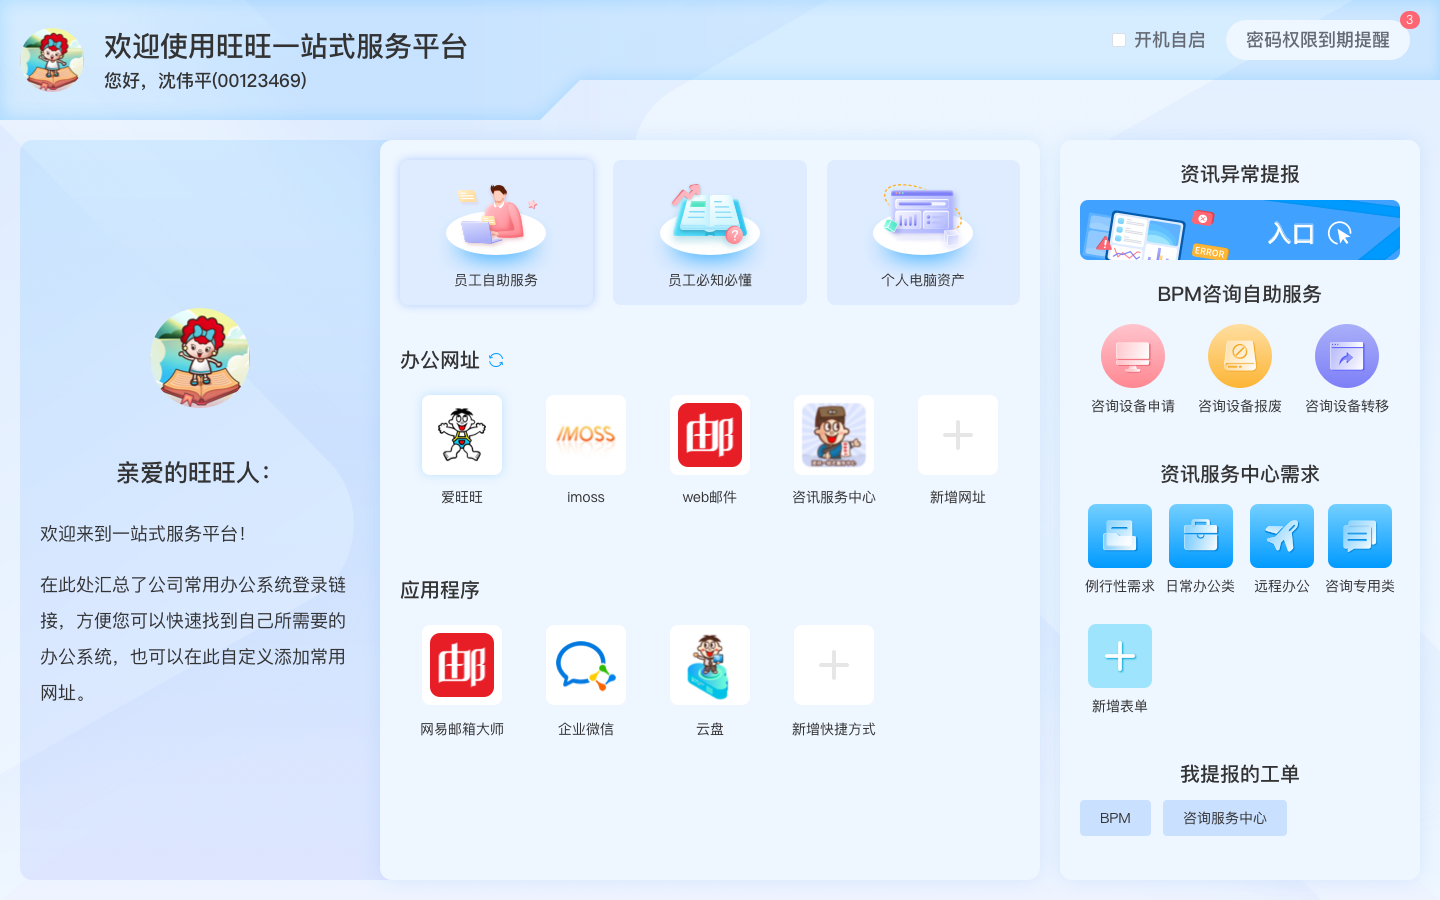 欢迎使用旺旺一站式服务平台
您好，沈伟平(00123469)
开机自启
密码权限到期提醒
3
亲爱的旺旺人：
欢迎来到一站式服务平台！
在此处汇总了公司常用办公系统登录链
接，方便您可以快速找到自己所需要的
办公系统，也可以在此自定义添加常用
网址。
员工自助服务
员工必知必懂
个人电脑资产
办公网址
iMOSS
邮
爱旺旺
imoss
web邮件
咨讯服务中心
新增网址
应用程序
邮
网易邮箱大师
企业微信
云盘
新增快捷方式
资讯异常提报
ERROR
入口
BPM咨询自助服务
咨询设备申请
咨询设备报废
咨询设备转移
资讯服务中心需求
例行性需求
日常办公类
远程办公
咨询专用类
新增表单
我提报的工单
BPM
咨询服务中心